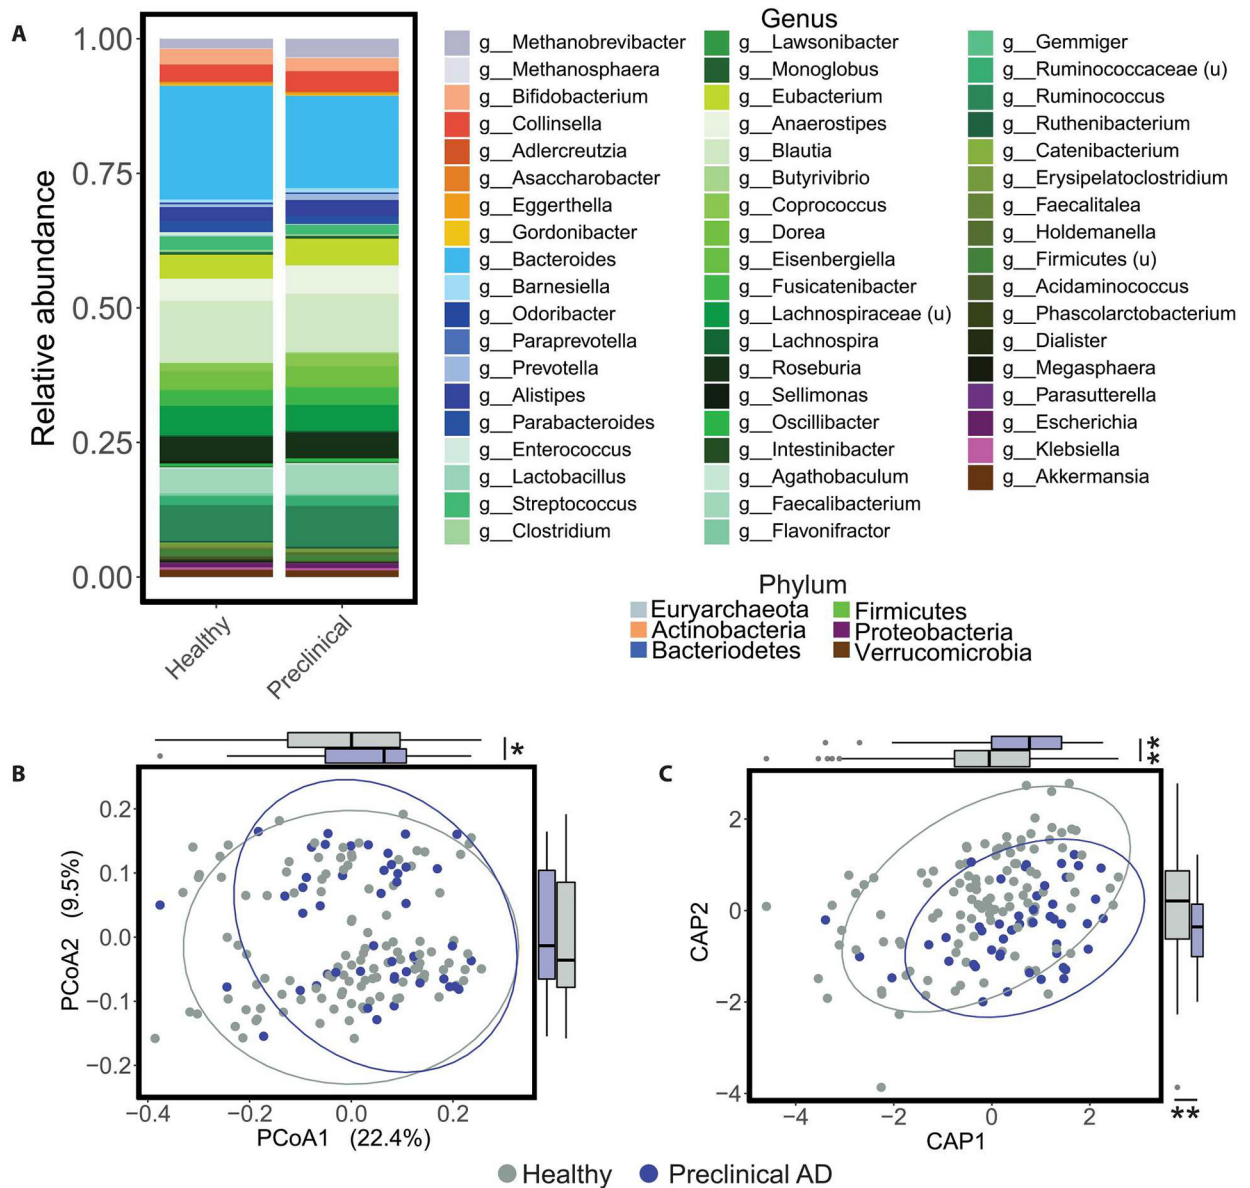 A
Relative abundance
1.00
0.75
0.50
0.25
0.00
Healthy
Preclinical
Genus
g__Methanobrevibacter
g__Methanosphaera
g__Bifidobacterium
g__Collinsella
g__Adlercreutzia
g__Asaccharobacter
g__Eggerthella
g__Gordonibacter
g__Bacteroides
g__Barnesiella
g__Odoribacter
g__Paraprevotella
g__Prevotella
g__Alistipes
g__Parabacteroides
g__Enterococcus
g__Lactobacillus
g__Streptococcus
g__Clostridium
g__Lawsonibacter
g__Monoglobus
g__Eubacterium
g__Anaerostipes
g__Blautia
g__Butyrivibrio
g__Coprococcus
g__Dorea
g__Eisenbergiella
g__Fusicatenibacter
g__Lachnospiraceae (u)
g__Lachnospira
g__Roseburia
g__Sellimonas
g__Oscillibacter
g__Intestinibacter
g__Agathobaculum
g__Faecalibacterium
g__Flavonifractor
g__Gemmiger
g__Ruminococcaceae (u)
g__Ruminococcus
g__Ruthenibacterium
g__Catenibacterium
g__Erysipelatoclostridium
g__Faecalitalea
g__Holdemanella
g__Firmicutes (u)
g__Acidaminococcus
g__Phascolarctobacterium
g__Dialister
g__Megasphaera
g__Parasutterella
g__Escherichia
g__Klebsiella
g__Akkermansia
Phylum
Euryarchaeota
Actinobacteria
Bacteriodetes
Firmicutes
Proteobacteria
Verrucomicrobia
B
*
PCoA2 (9.5%)
0.2
0.1
0.0
−0.1
−0.2
−0.4
−0.2
0.0
0.2
PCoA1 (22.4%)
C
**
CAP2
2
0
−2
−4
−4
−2
0
2
CAP1
**
Healthy
Preclinical AD